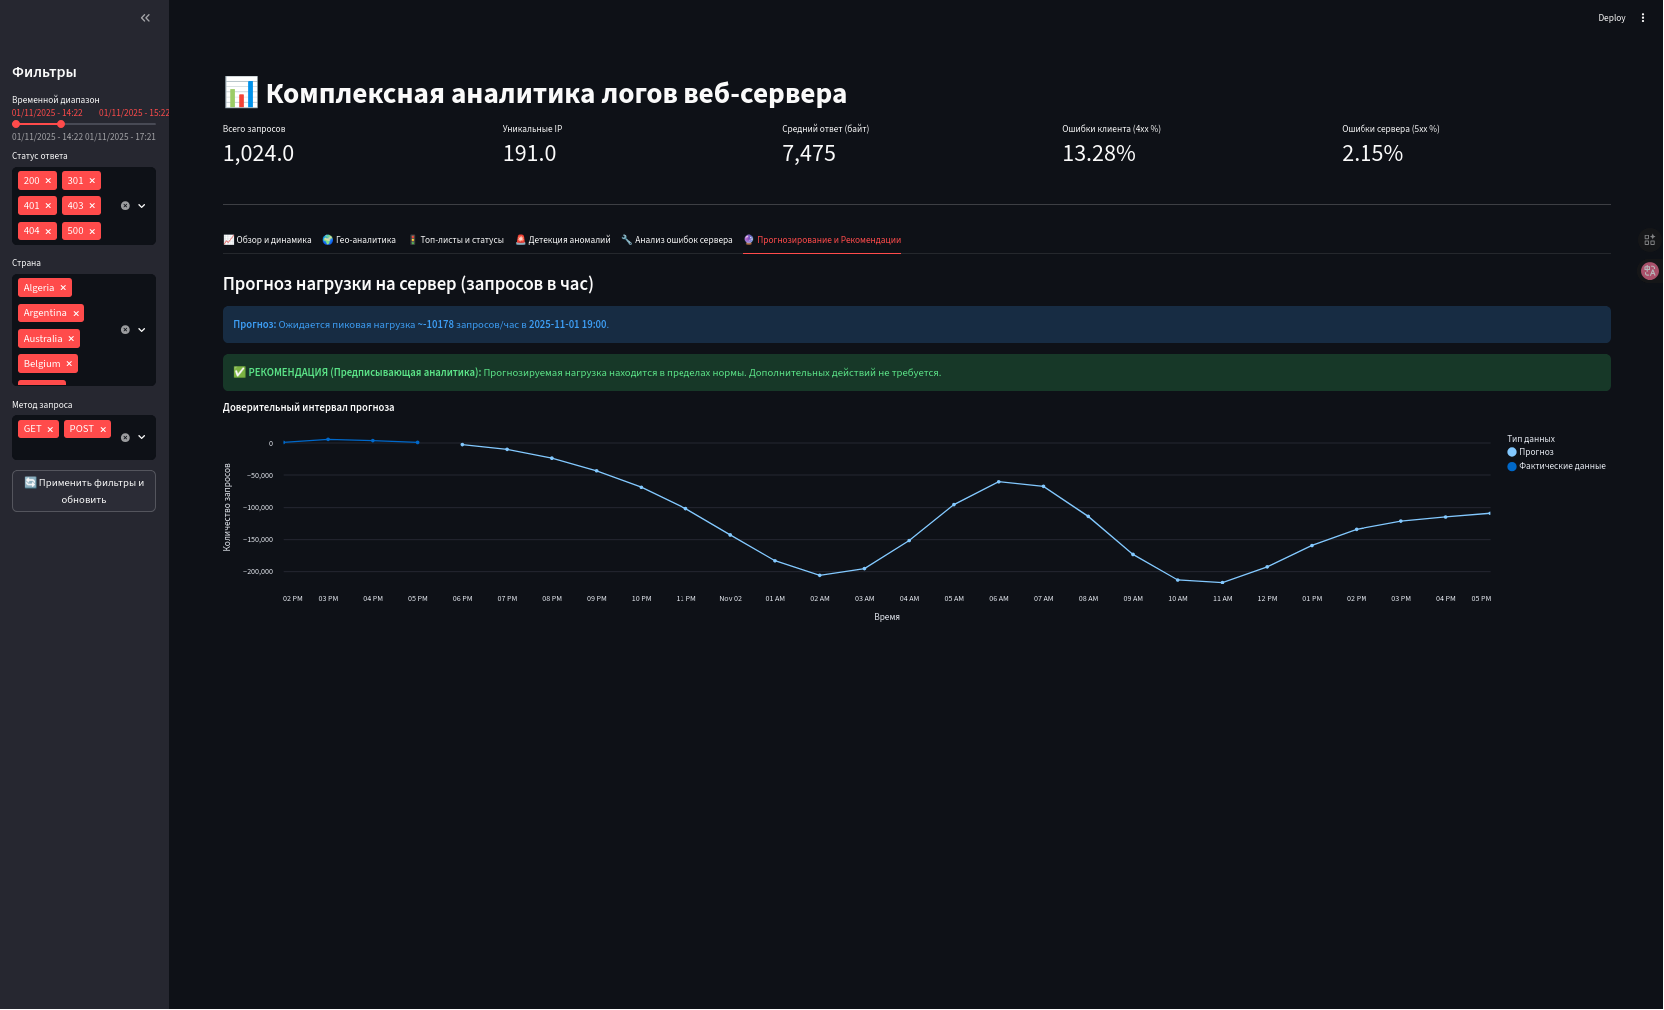 Deploy
Фильтры
Временной диапазон
01/11/2025 - 14:22 01/11/2025 - 15:22
01/11/2025 - 14:22 01/11/2025 - 17:21
Статус ответа
200 301
401 403
404 500
Страна
Algeria
Argentina
Australia
Belgium
Метод запроса
GET POST
Применить фильтры и
обновить
Комплексная аналитика логов веб-сервера
Всего запросов Уникальные IP Средний ответ (байт) Ошибки клиента (4xx %) Ошибки сервера (5xx %)
1,024.0 191.0 7,475 13.28% 2.15%
Обзор и динамика Гео-аналитика Топ-листы и статусы Детекция аномалий Анализ ошибок сервера Прогнозирование и Рекомендации
Прогноз нагрузки на сервер (запросов в час)
Прогноз: Ожидается пиковая нагрузка ~-10178 запросов/час в 2025-11-01 19:00.
РЕКОМЕНДАЦИЯ (Предписывающая аналитика): Прогнозируемая нагрузка находится в пределах нормы. Дополнительных действий не требуется.
Доверительный интервал прогноза
Количество запросов
0
−50,000
−100,000
−150,000
−200,000
02 PM 03 PM 04 PM 05 PM 06 PM 07 PM 08 PM 09 PM 10 PM 11 PM Nov 02 01 AM 02 AM 03 AM 04 AM 05 AM 06 AM 07 AM 08 AM 09 AM 10 AM 11 AM 12 PM 01 PM 02 PM 03 PM 04 PM 05 PM
Время
Тип данных
Прогноз
Фактические данные